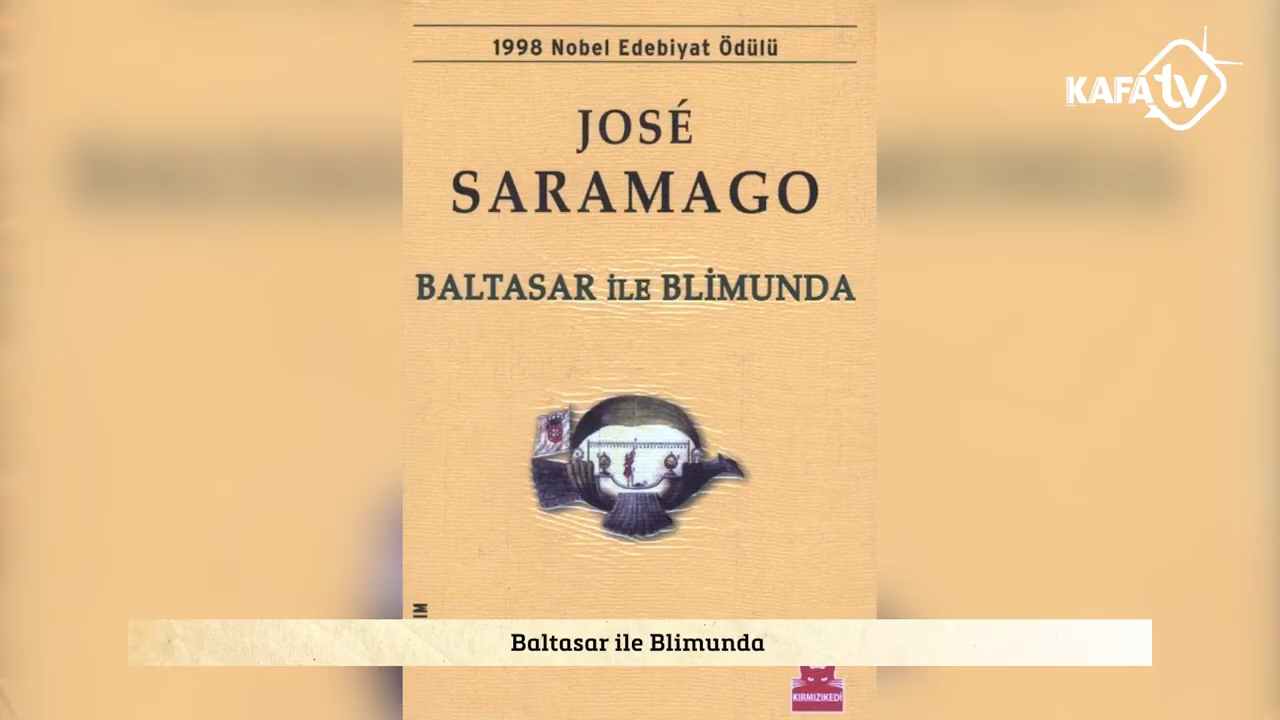 1998 Nobel Edebiyat Ödülü
KAFA tv
JOSÉ
SARAMAGO
BALTASAR İLE BLİMUNDA
Baltasar ile Blimunda
KIRMIZIKEDİ